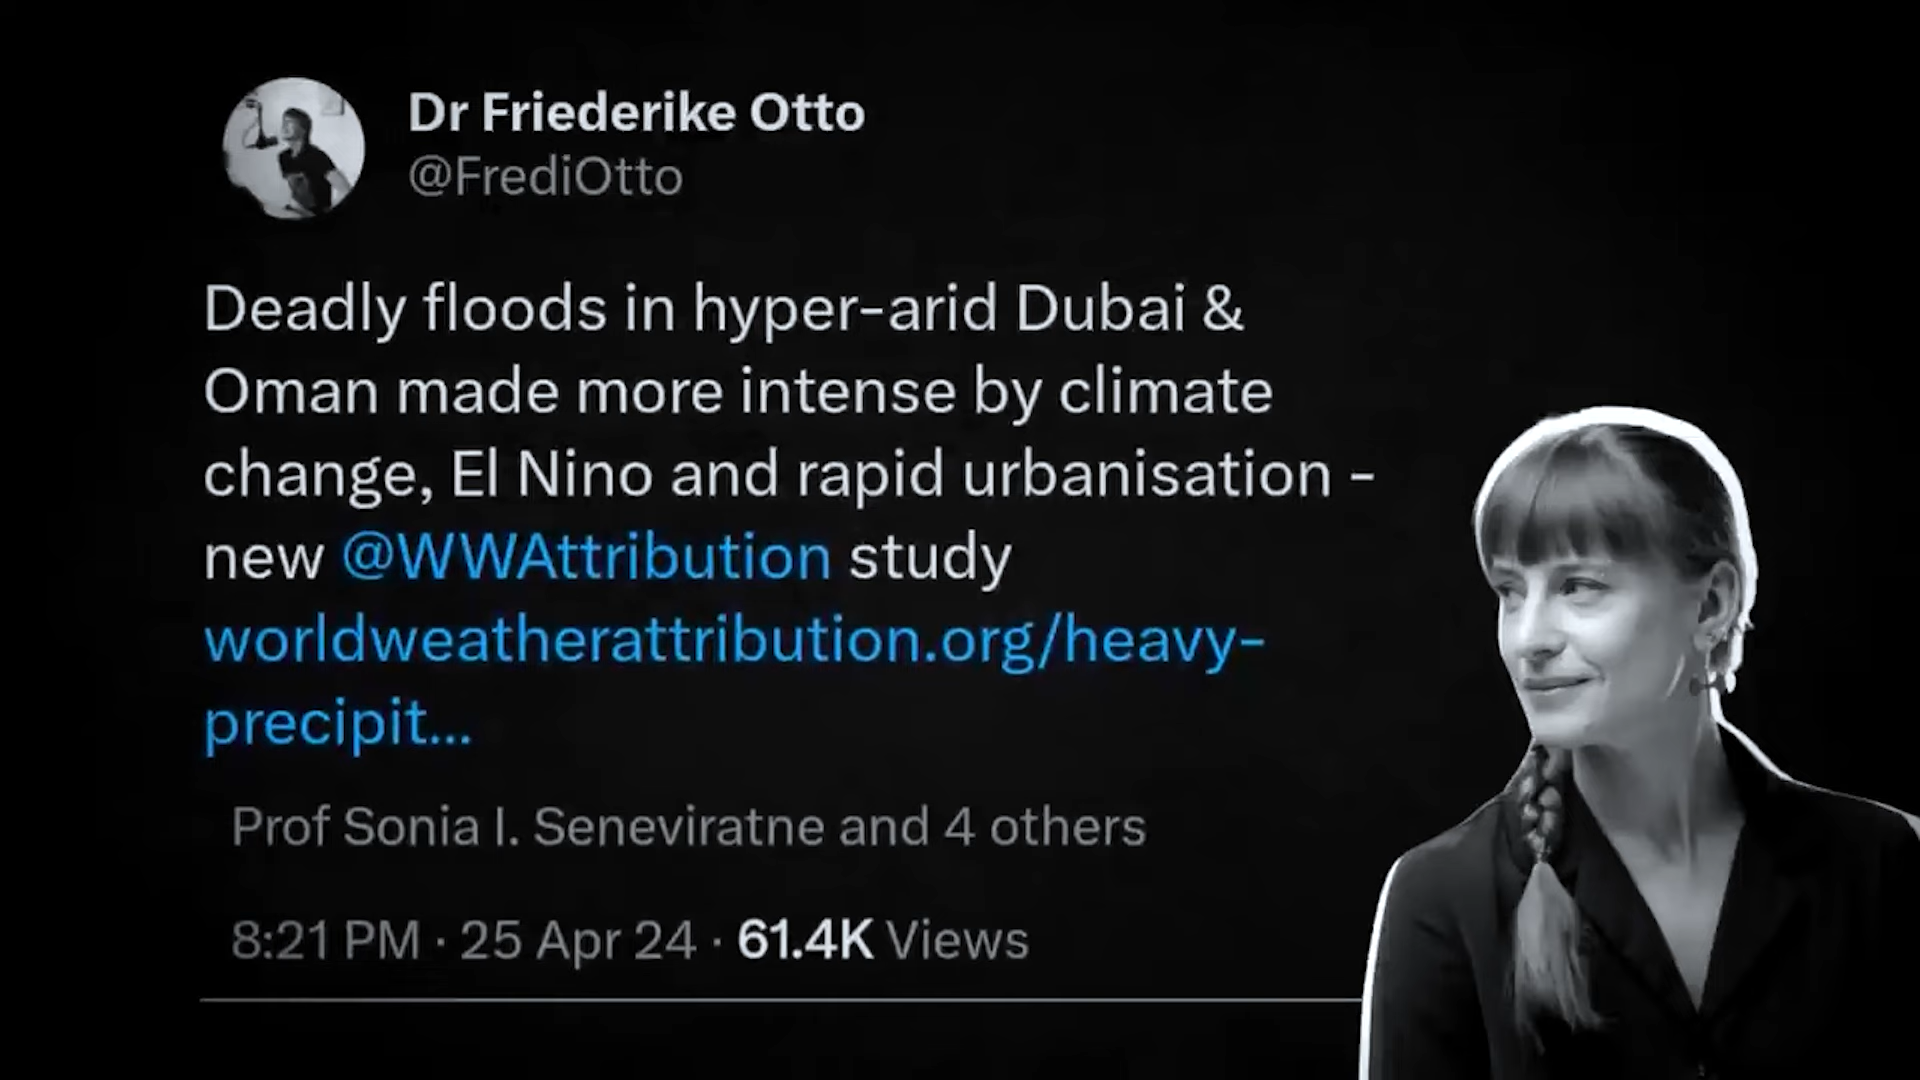 Dr Friederike Otto
@FrediOtto
Deadly floods in hyper-arid Dubai &
Oman made more intense by climate
change, El Nino and rapid urbanisation -
new @WWAttribution study
worldweatherattribution.org/heavy-
precipit...
Prof Sonia I. Seneviratne and 4 others
8:21 PM · 25 Apr 24 · 61.4K Views